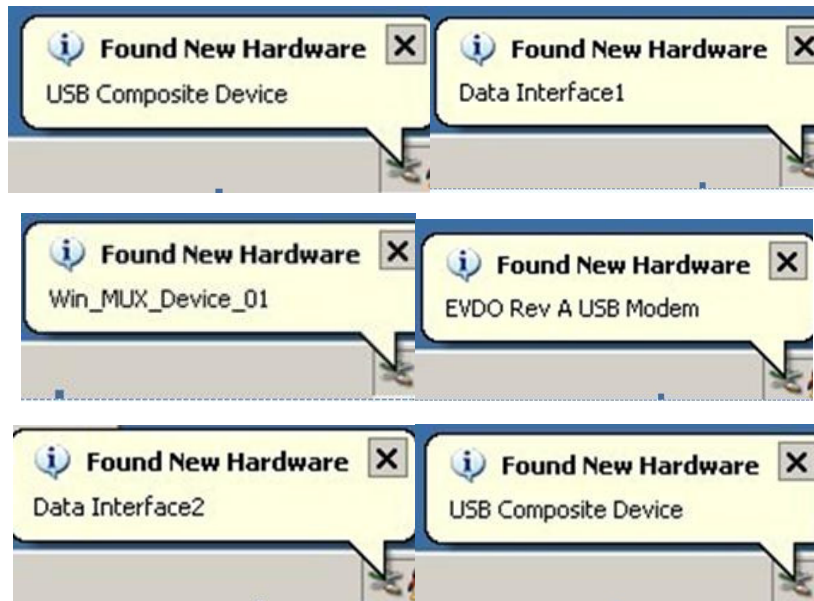 Found New Hardware
USB Composite Device
Found New Hardware
Data Interface1
Found New Hardware
Win_MUX_Device_01
Found New Hardware
EVDO Rev A USB Modem
Found New Hardware
Data Interface2
Found New Hardware
USB Composite Device